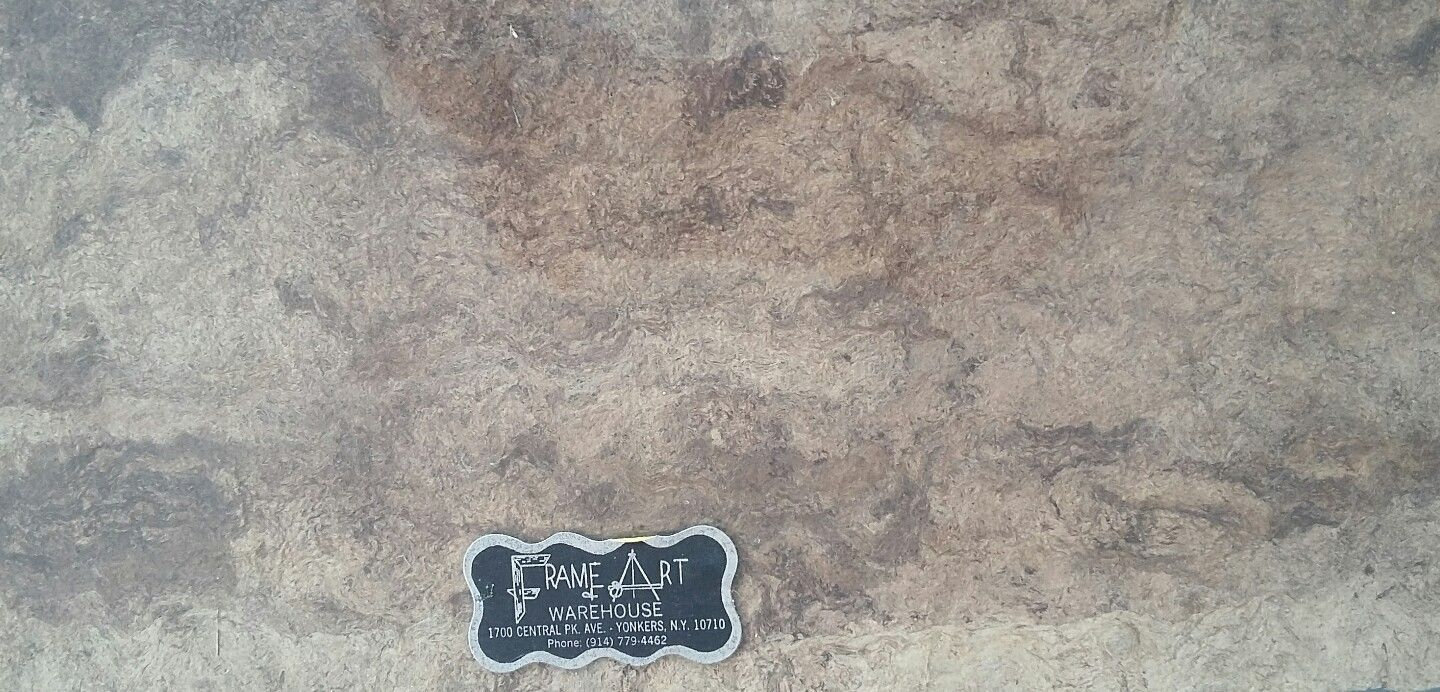 FRAME ART
WAREHOUSE
1700 CENTRAL PK. AVE. - YONKERS, N.Y. 10710
Phone: (914) 779-4462